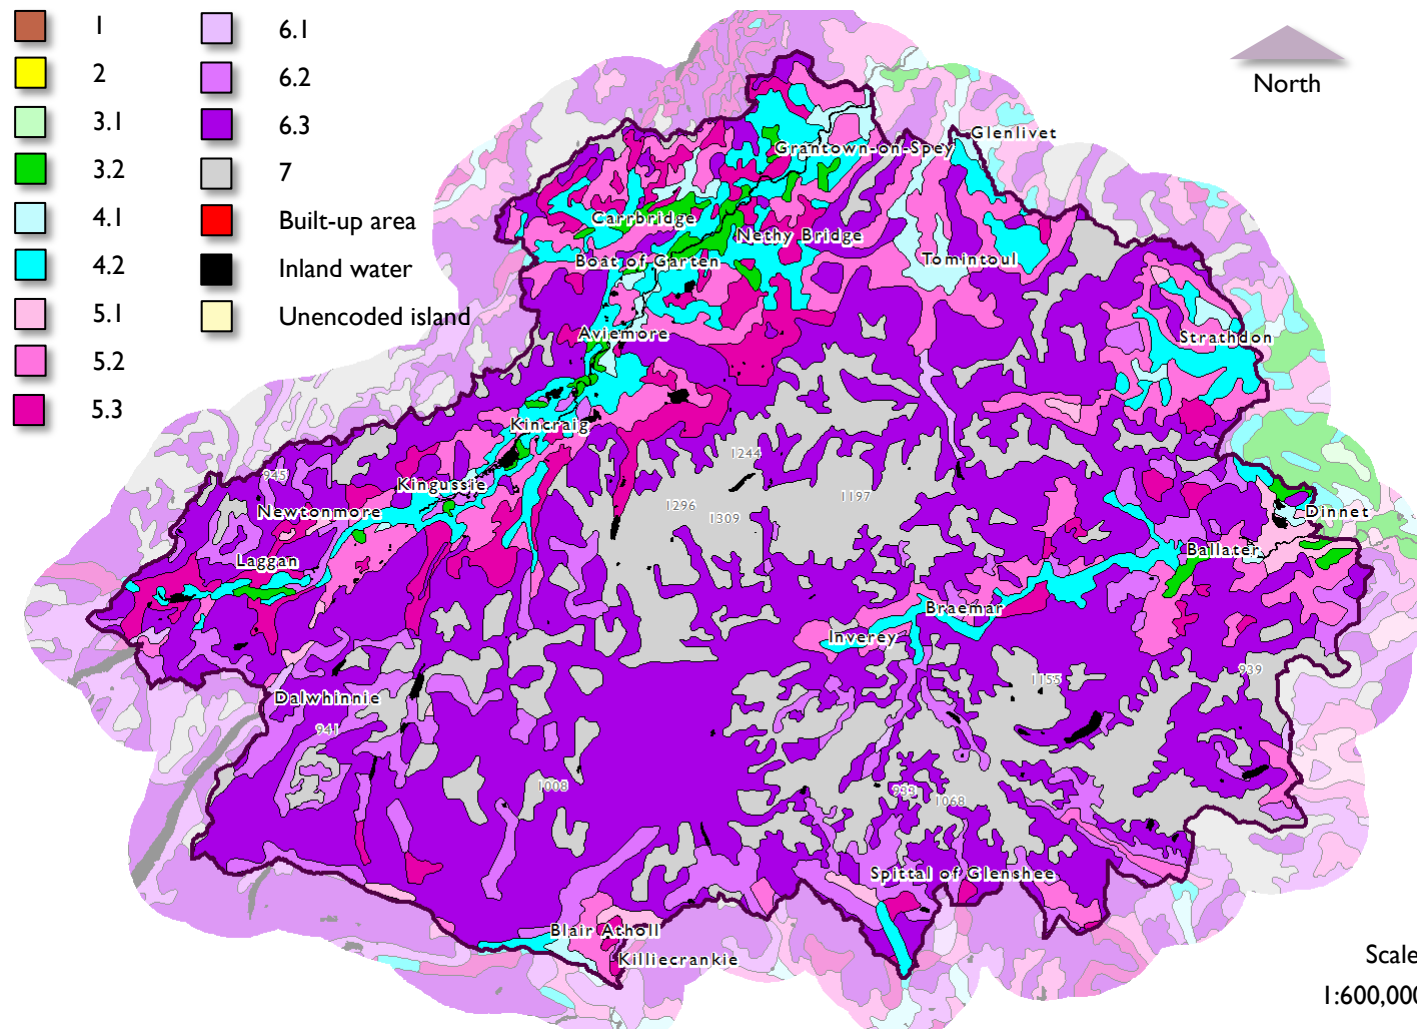 1
2
3.1
3.2
4.1
4.2
5.1
5.2
5.3
6.1
6.2
6.3
7
Built-up area
Inland water
Unencoded island
North
Glenlivet
Grantown-on-Spey
Carrbridge
Nethy Bridge
Boat of Garten
Tomintoul
Aviemore
Strathdon
Kincraig
1244
945
Kingussie
1197
1296
1309
Newtonmore
Dinnet
Ballater
Laggan
Braemar
Inverey
939
1155
Dalwhinnie
941
1008
933
1068
Spittal of Glenshee
Blair Atholl
Killiecrankie
Scale
1:600,000